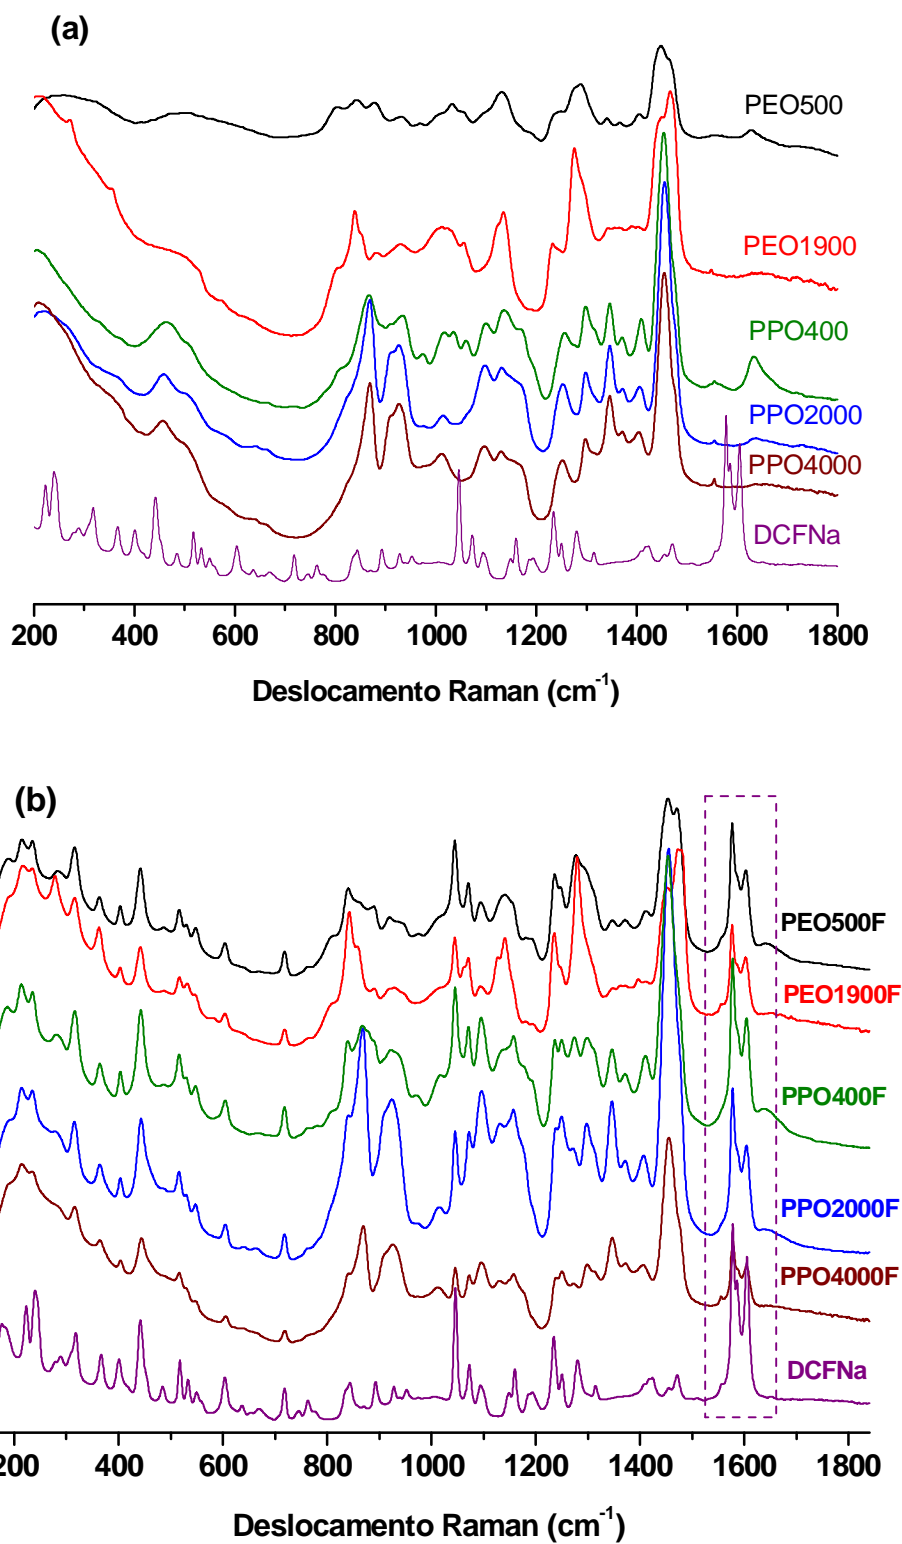 (a)
PEO500
PEO1900
PPO400
PPO2000
PPO4000
DCFNa
200 400 600 800 1000 1200 1400 1600 1800
Deslocamento Raman (cm⁻¹)
(b)
PEO500F
PEO1900F
PPO400F
PPO2000F
PPO4000F
DCFNa
200 400 600 800 1000 1200 1400 1600 1800
Deslocamento Raman (cm⁻¹)